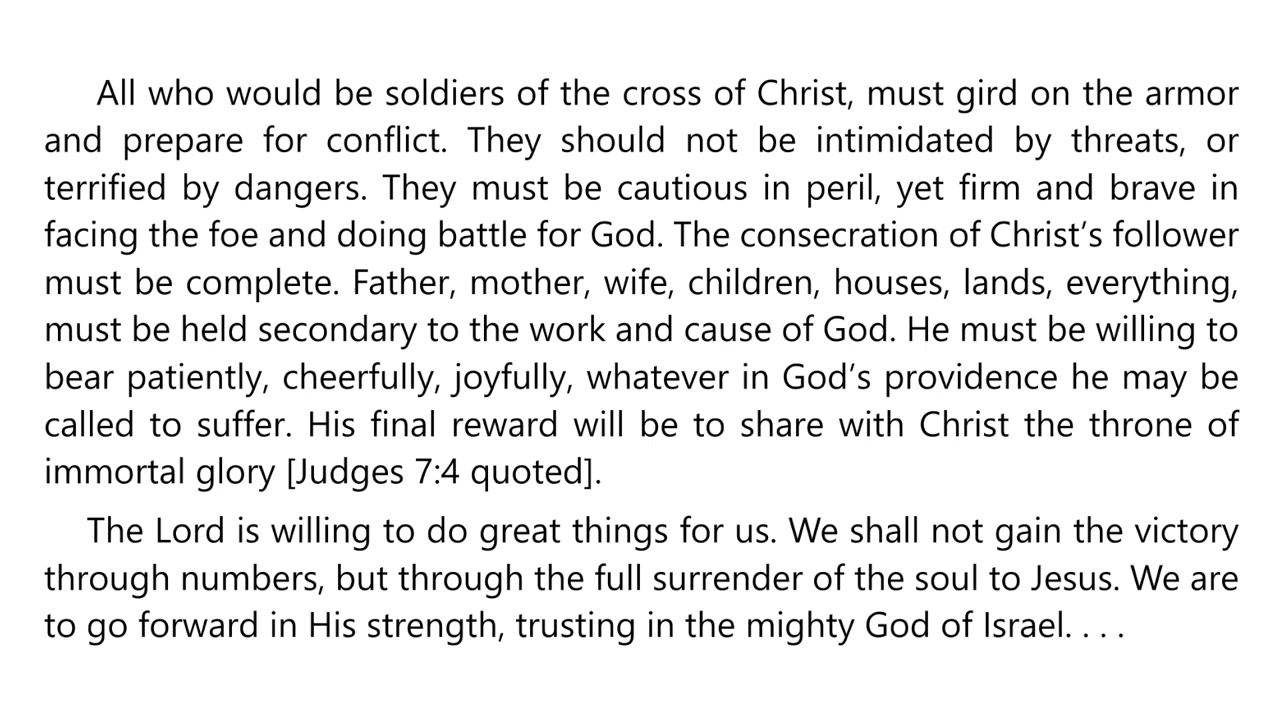 All who would be soldiers of the cross of Christ, must gird on the armor
and prepare for conflict. They should not be intimidated by threats, or
terrified by dangers. They must be cautious in peril, yet firm and brave in
facing the foe and doing battle for God. The consecration of Christ’s follower
must be complete. Father, mother, wife, children, houses, lands, everything,
must be held secondary to the work and cause of God. He must be willing to
bear patiently, cheerfully, joyfully, whatever in God’s providence he may be
called to suffer. His final reward will be to share with Christ the throne of
immortal glory [Judges 7:4 quoted].
The Lord is willing to do great things for us. We shall not gain the victory
through numbers, but through the full surrender of the soul to Jesus. We are
to go forward in His strength, trusting in the mighty God of Israel. . . .